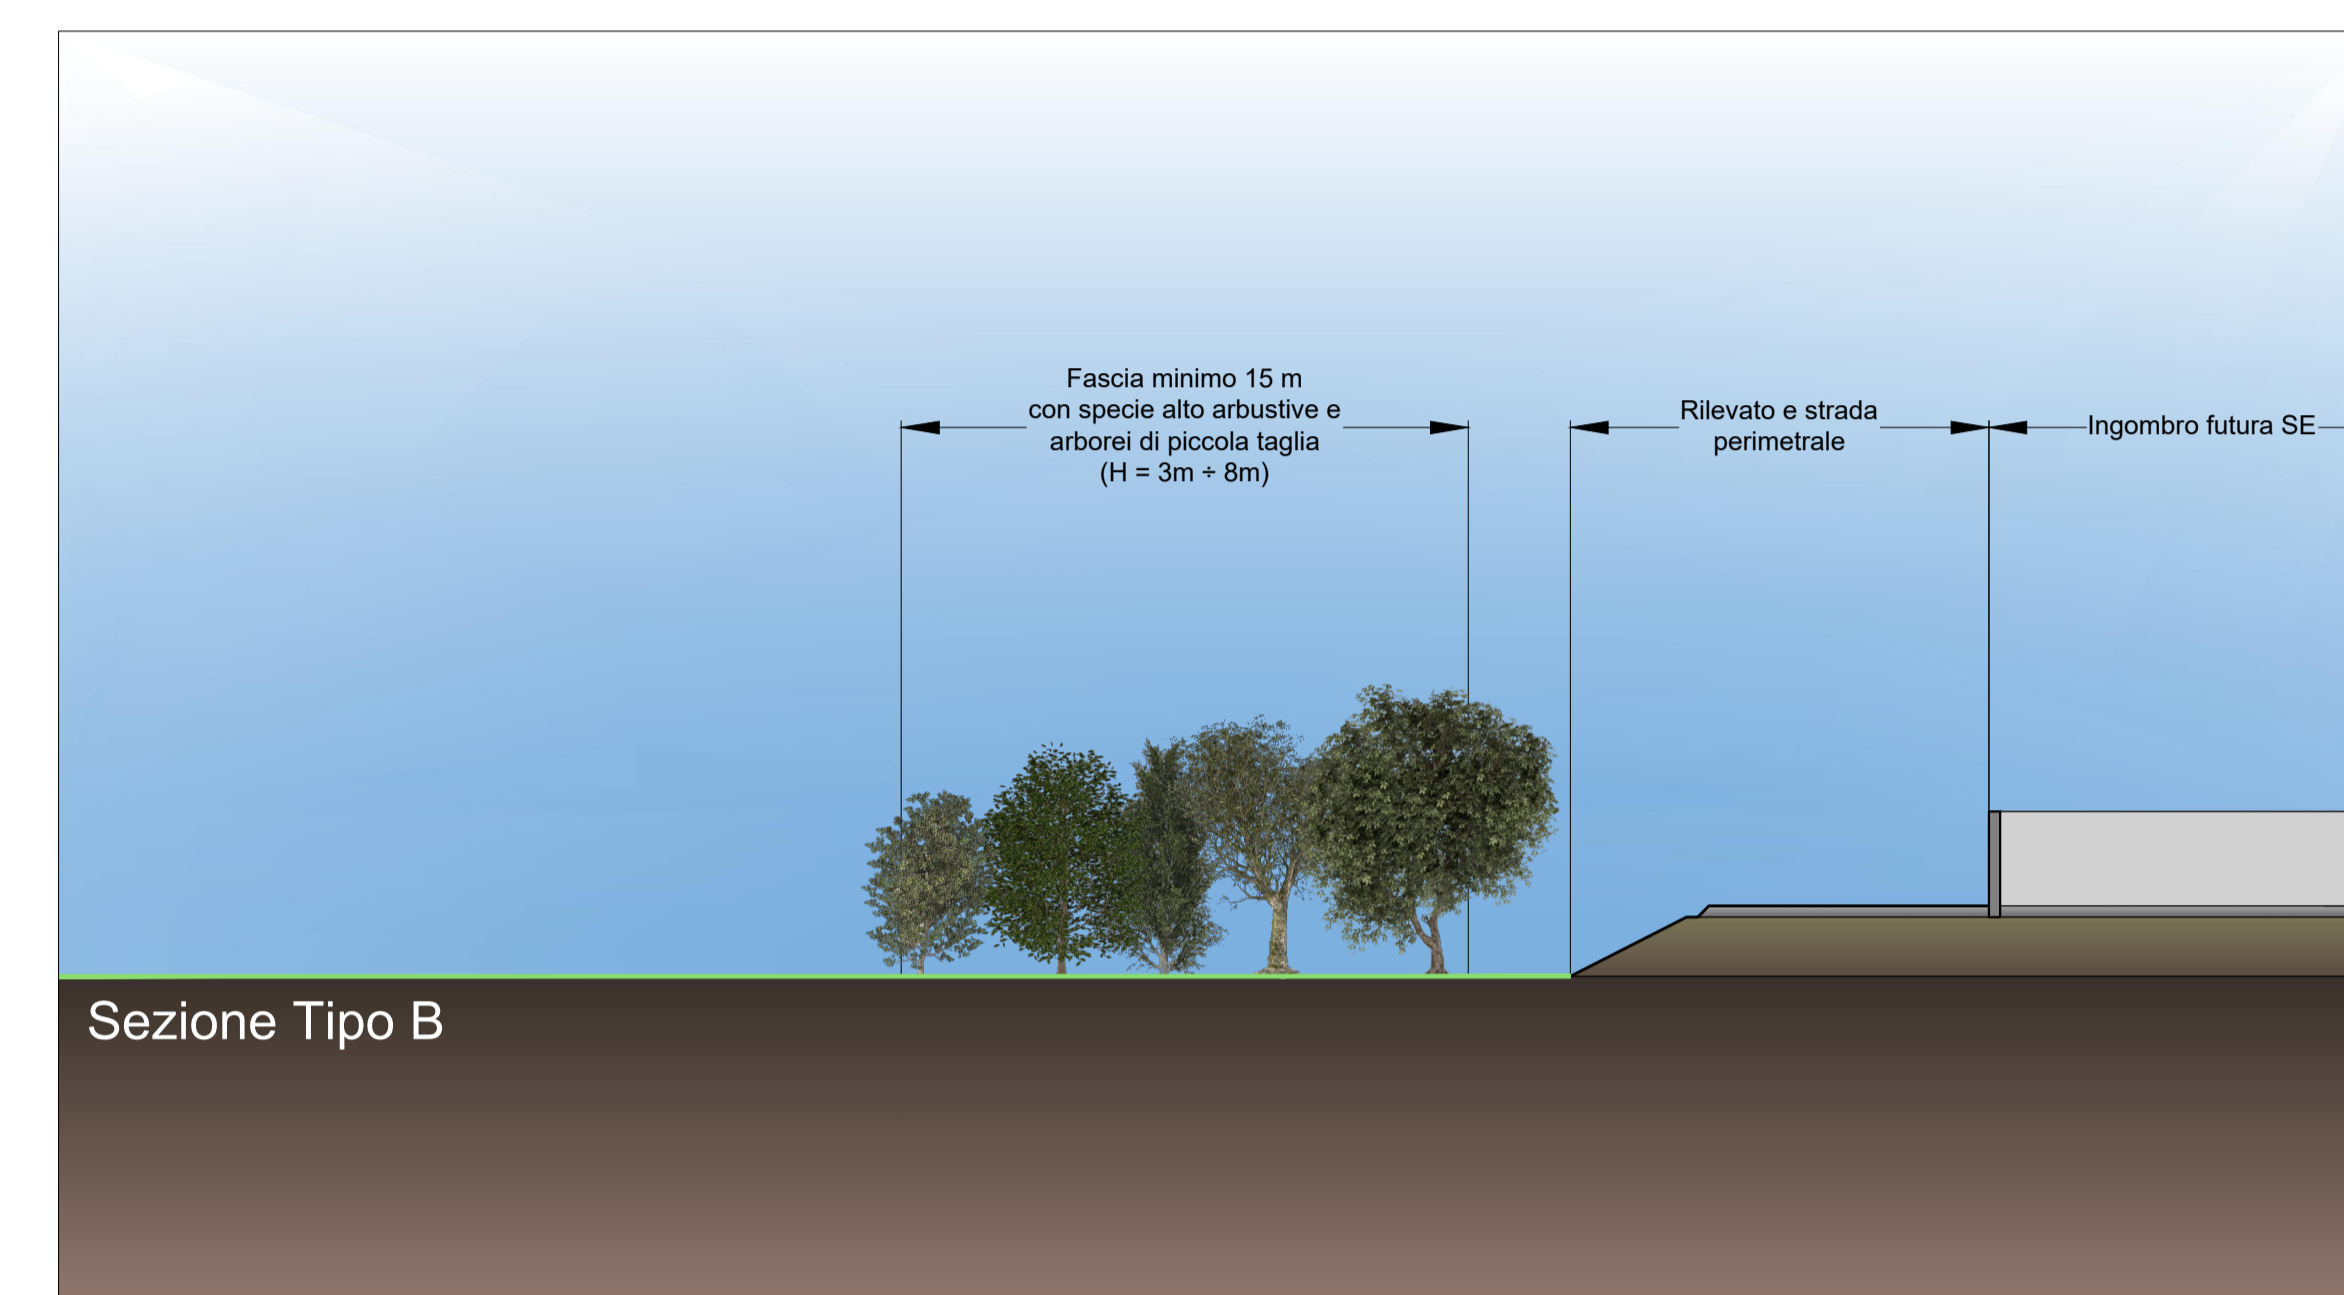 Fascia minimo 15 m
con specie alto arbustive e
arborei di piccola taglia
(H = 3m ÷ 8m)
Rilevato e strada
perimetrale
Ingombro futura SE
Sezione Tipo B